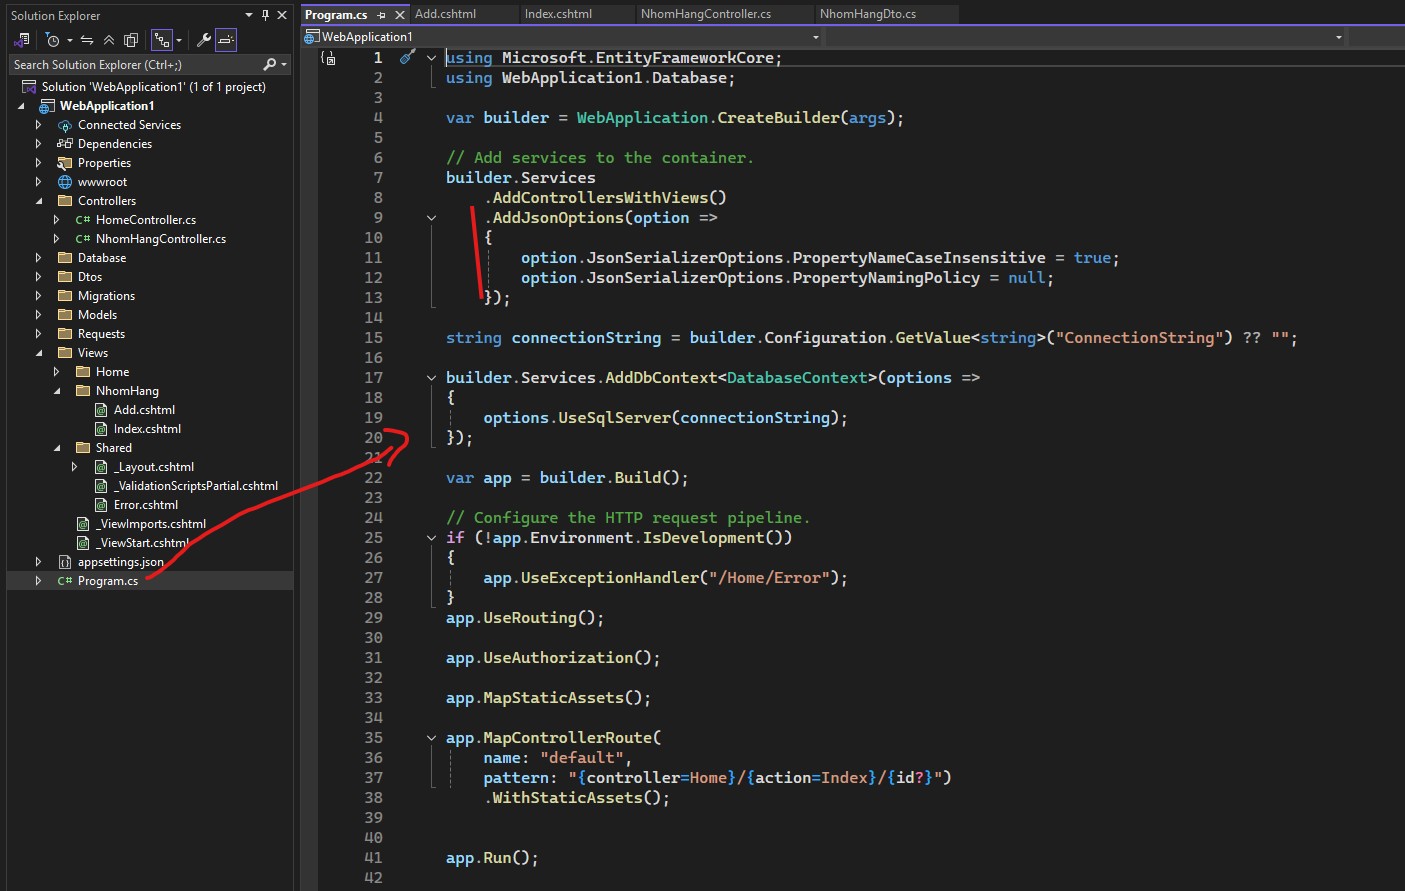 Solution Explorer
Search Solution Explorer (Ctrl+;)
Solution 'WebApplication1' (1 of 1 project)
WebApplication1
Connected Services
Dependencies
Properties
wwwroot
Controllers
C# HomeController.cs
C# NhomHangController.cs
Database
Dtos
Migrations
Models
Requests
Views
Home
NhomHang
Add.cshtml
Index.cshtml
Shared
_Layout.cshtml
_ValidationScriptsPartial.cshtml
Error.cshtml
_ViewImports.cshtml
_ViewStart.cshtml
appsettings.json
C# Program.cs
Program.cs Add.cshtml Index.cshtml NhomHangController.cs NhomHangDto.cs
WebApplication1
1 using Microsoft.EntityFrameworkCore;
2 using WebApplication1.Database;
3
4 var builder = WebApplication.CreateBuilder(args);
5
6 // Add services to the container.
7 builder.Services
8 .AddControllersWithViews()
9 .AddJsonOptions(option =>
10 {
11 option.JsonSerializerOptions.PropertyNameCaseInsensitive = true;
12 option.JsonSerializerOptions.PropertyNamingPolicy = null;
13 });
14
15 string connectionString = builder.Configuration.GetValue<string>("ConnectionString") ?? "";
16
17 builder.Services.AddDbContext<DatabaseContext>(options =>
18 {
19 options.UseSqlServer(connectionString);
20 });
21
22 var app = builder.Build();
23
24 // Configure the HTTP request pipeline.
25 if (!app.Environment.IsDevelopment())
26 {
27 app.UseExceptionHandler("/Home/Error");
28 }
29 app.UseRouting();
30
31 app.UseAuthorization();
32
33 app.MapStaticAssets();
34
35 app.MapControllerRoute(
36 name: "default",
37 pattern: "{controller=Home}/{action=Index}/{id?}")
38 .WithStaticAssets();
39
40
41 app.Run();
42